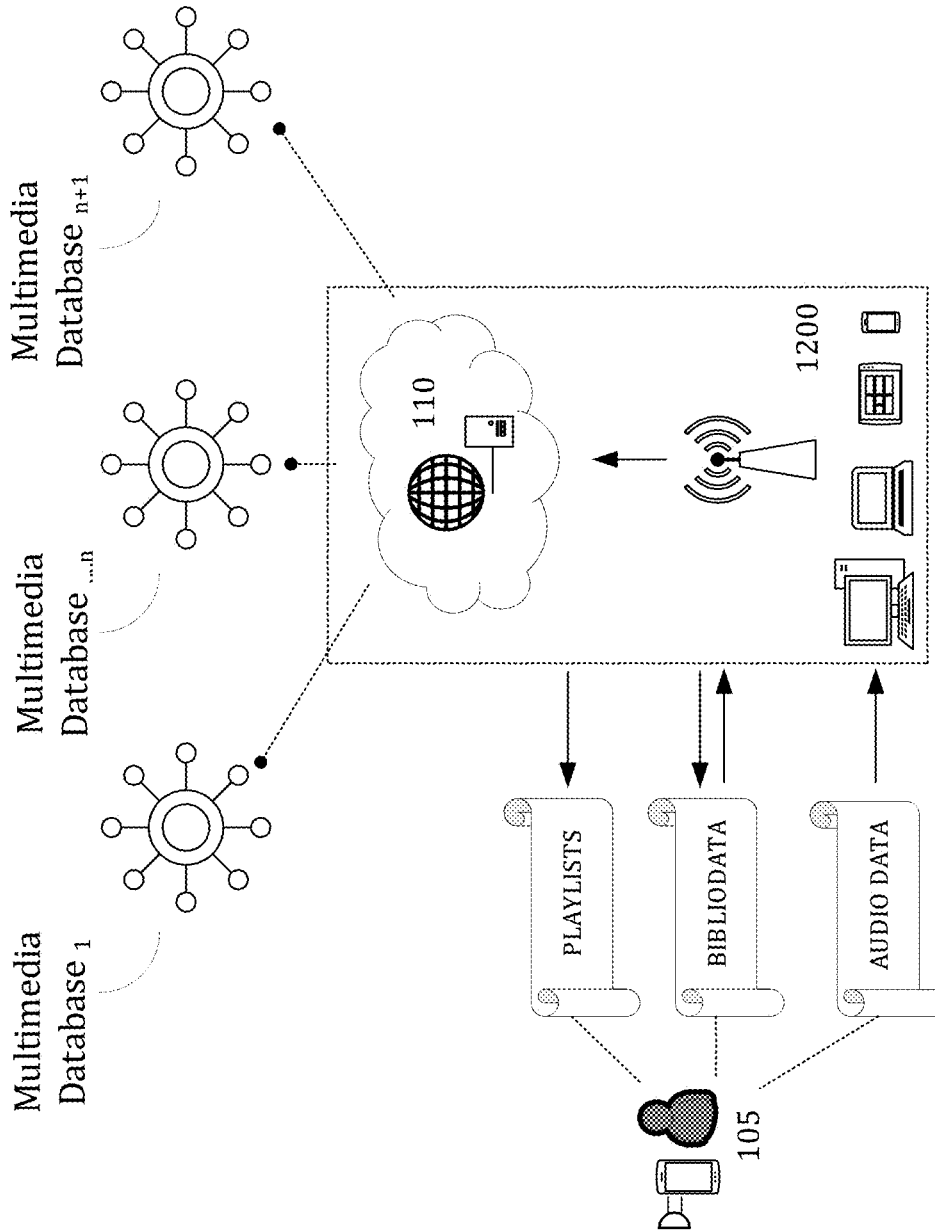 Multimedia
Database 1
Multimedia
Database ...n
Multimedia
Database n+1
110
1200
PLAYLISTS
BIBLIODATA
AUDIO DATA
105